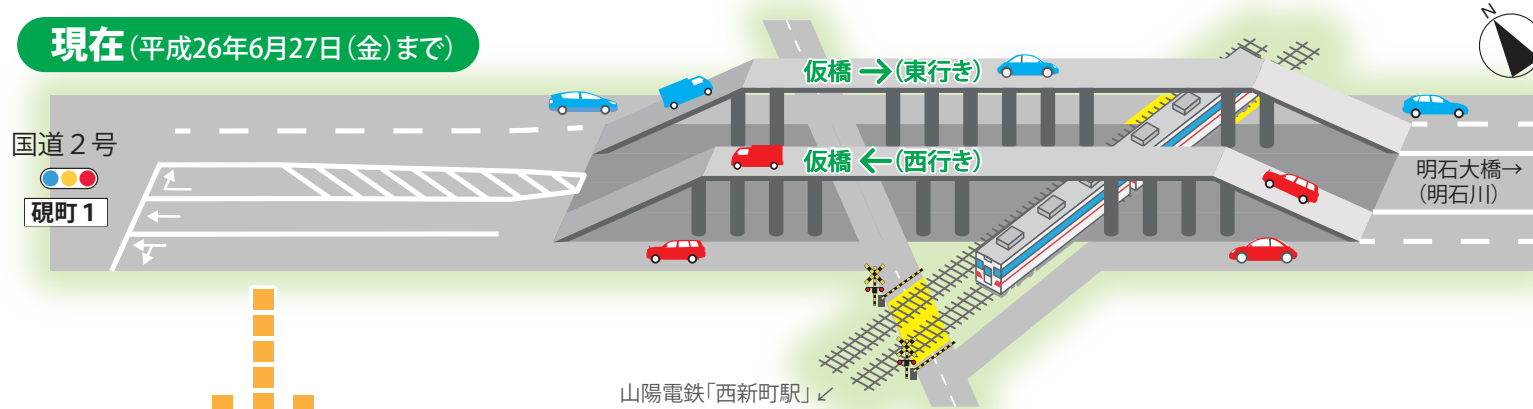 現在(平成26年6月27日(金)まで)
N
仮橋 →(東行き)
国道2号
硯町1
仮橋 ←(西行き)
明石大橋→
(明石川)
山陽電鉄「西新町駅」↙